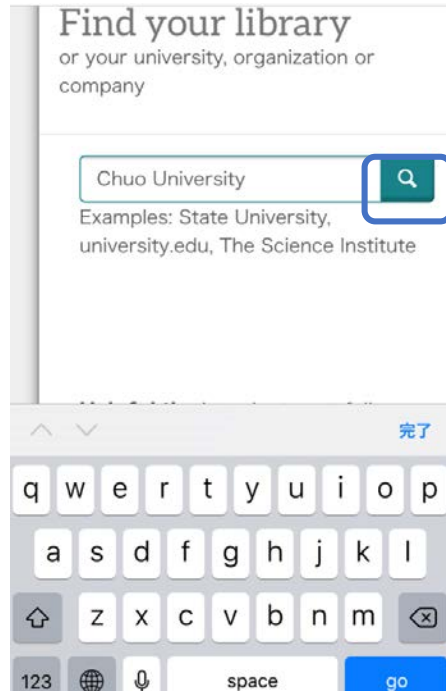 Find your library
or your university, organization or
company
Chuo University
Examples: State University,
university.edu, The Science Institute
完了
q w e r t y u i o p
a s d f g h j k l
z x c v b n m
123 space go